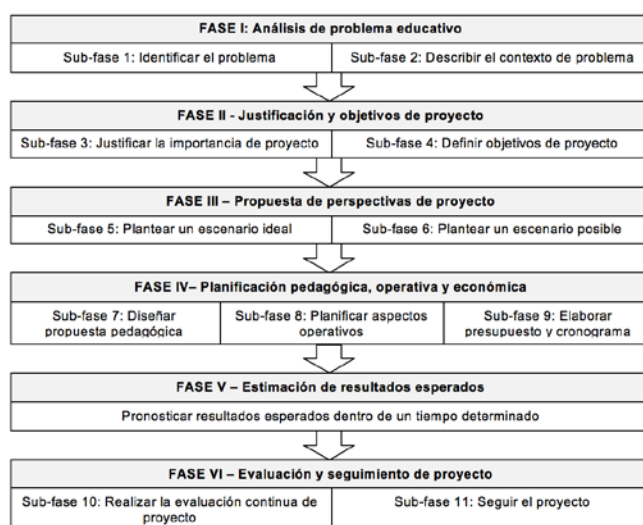 FASE I: Análisis de problema educativo
Sub-fase 1: Identificar el problema
Sub-fase 2: Describir el contexto de problema
FASE II - Justificación y objetivos de proyecto
Sub-fase 3: Justificar la importancia de proyecto
Sub-fase 4: Definir objetivos de proyecto
FASE III – Propuesta de perspectivas de proyecto
Sub-fase 5: Plantear un escenario ideal
Sub-fase 6: Plantear un escenario posible
FASE IV– Planificación pedagógica, operativa y económica
Sub-fase 7: Diseñar
propuesta pedagógica
Sub-fase 8: Planificar aspectos
operativos
Sub-fase 9: Elaborar
presupuesto y cronograma
FASE V – Estimación de resultados esperados
Pronosticar resultados esperados dentro de un tiempo determinado
FASE VI – Evaluación y seguimiento de proyecto
Sub-fase 10: Realizar la evaluación continua de
proyecto
Sub-fase 11: Seguir el proyecto